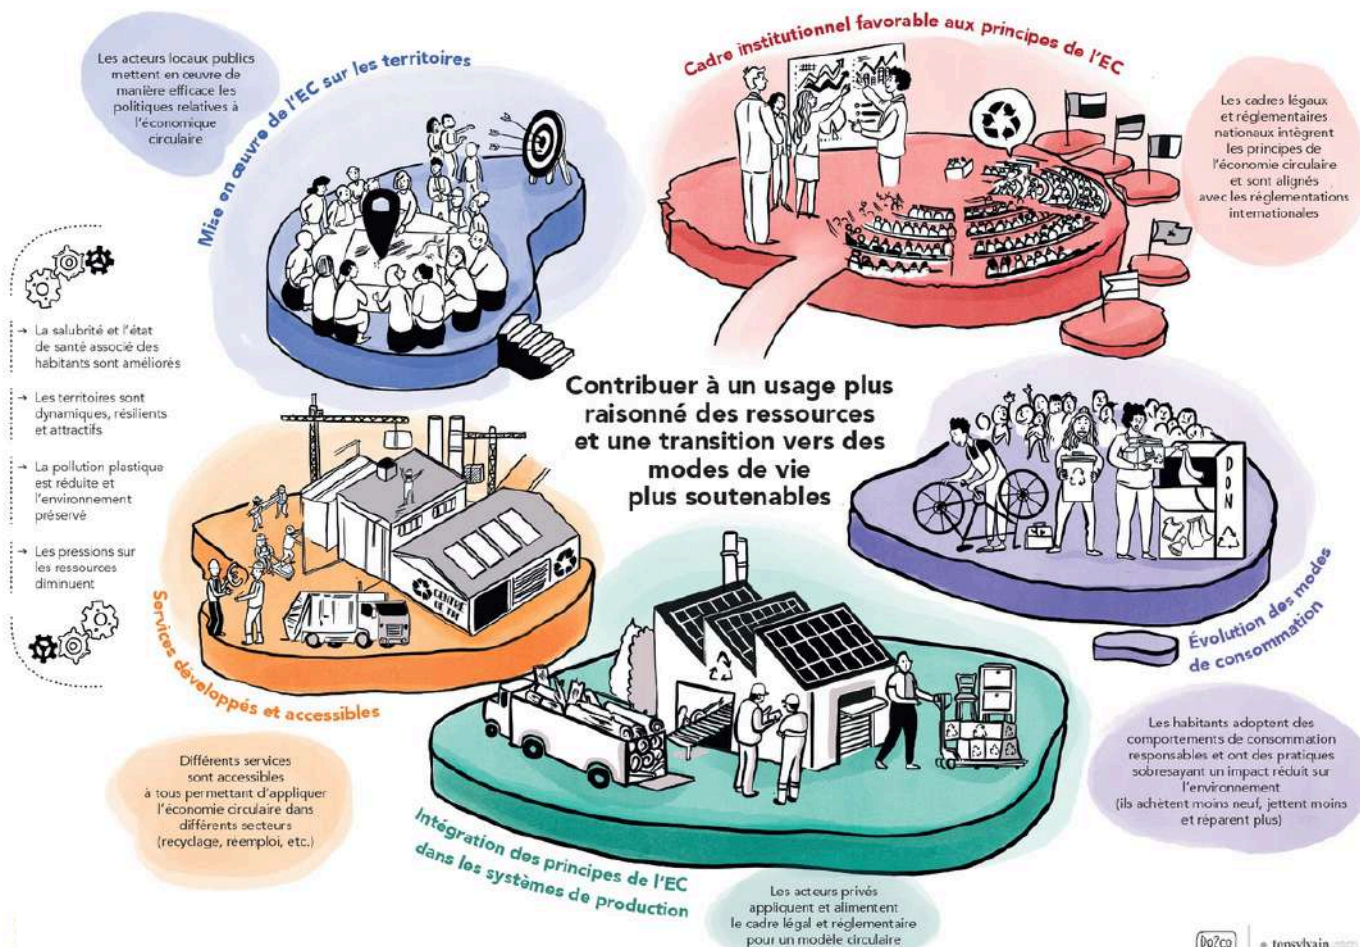 Les acteurs locaux publics
mettent en œuvre de
manière efficace les
politiques relatives à
l'économique
circulaire
Mise en œuvre de l'EC sur les territoires
Cadre institutionnel favorable aux principes de l'EC
Les cadres légaux
et réglementaires
nationaux intègrent
les principes de
l'économie circulaire
et sont alignés
avec les réglementations
internationales
→ La salubrité et l'état
de santé associé des
habitants sont améliorés
→ Les territoires sont
dynamiques, résilients
et attractifs
→ La pollution plastique
est réduite et
l'environnement
préservé
→ Les pressions sur
les ressources
diminuent
Contribuer à un usage plus
raisonné des ressources
et une transition vers des
modes de vie
plus soutenables
DON
Évolution des modes
de consommation
Les habitants adoptent des
comportements de consommation
responsables et ont des pratiques
sobresayant un impact réduit sur
l'environnement
(ils achètent moins neuf, jettent moins
et réparent plus)
€
CENTRE
DE TRI
Services développés et accessibles
Différents services
sont accessibles
à tous permettant d'appliquer
l'économie circulaire dans
différents secteurs
(recyclage, réemploi, etc.)
Intégration des principes de l'EC
dans les systèmes de production
Les acteurs privés
appliquent et alimentent
le cadre légal et réglementaire
pour un modèle circulaire
Do2co
tonsylvain